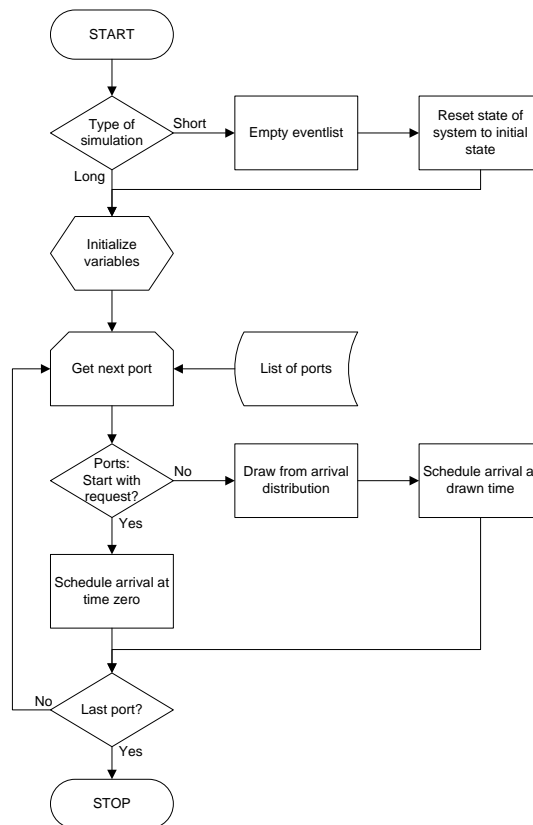 START
Type of
simulation
Short
Empty eventlist
Reset state of
system to initial
state
Long
Initialize
variables
Get next port
List of ports
Ports:
Start with
request?
No
Draw from arrival
distribution
Schedule arrival at
drawn time
Yes
Schedule arrival at
time zero
No
Last port?
Yes
STOP